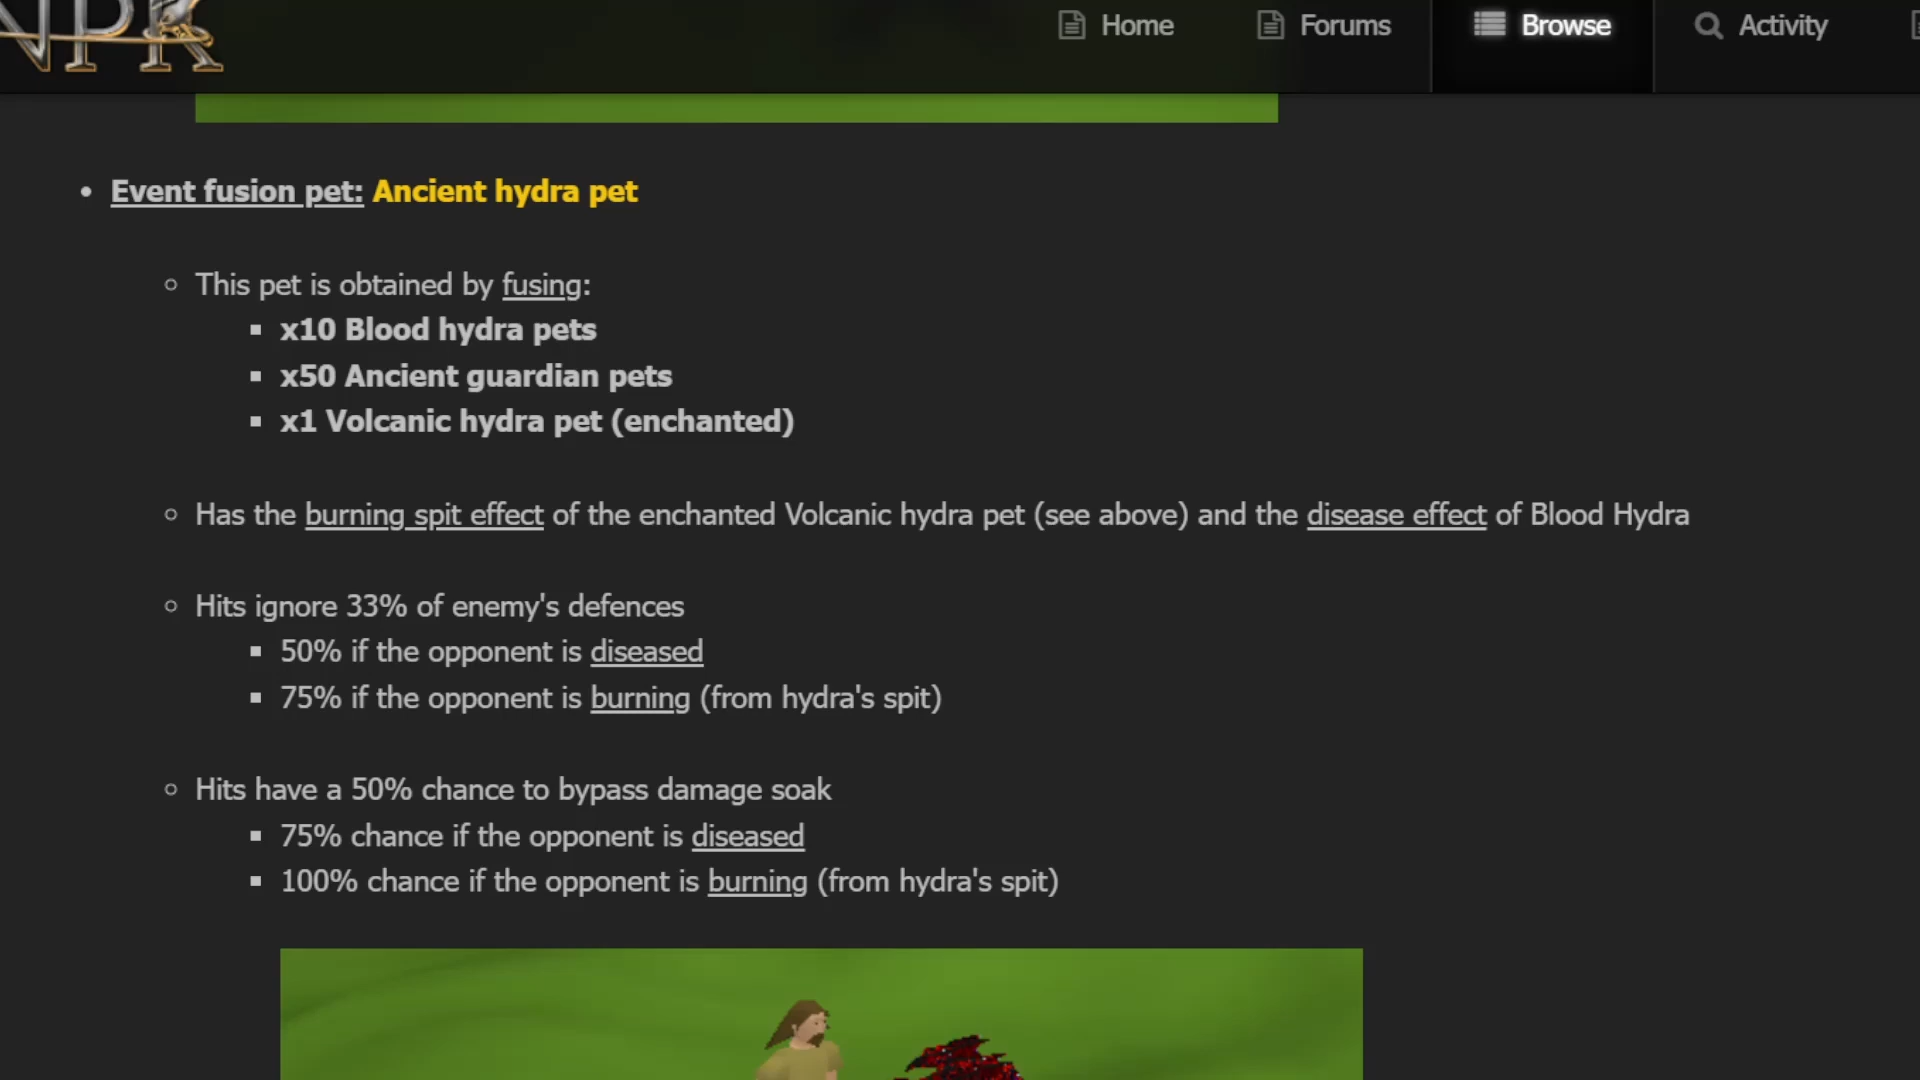 NPK
Home Forums Browse Activity
Event fusion pet: Ancient hydra pet
This pet is obtained by fusing:
x10 Blood hydra pets
x50 Ancient guardian pets
x1 Volcanic hydra pet (enchanted)
Has the burning spit effect of the enchanted Volcanic hydra pet (see above) and the disease effect of Blood Hydra
Hits ignore 33% of enemy's defences
50% if the opponent is diseased
75% if the opponent is burning (from hydra's spit)
Hits have a 50% chance to bypass damage soak
75% chance if the opponent is diseased
100% chance if the opponent is burning (from hydra's spit)